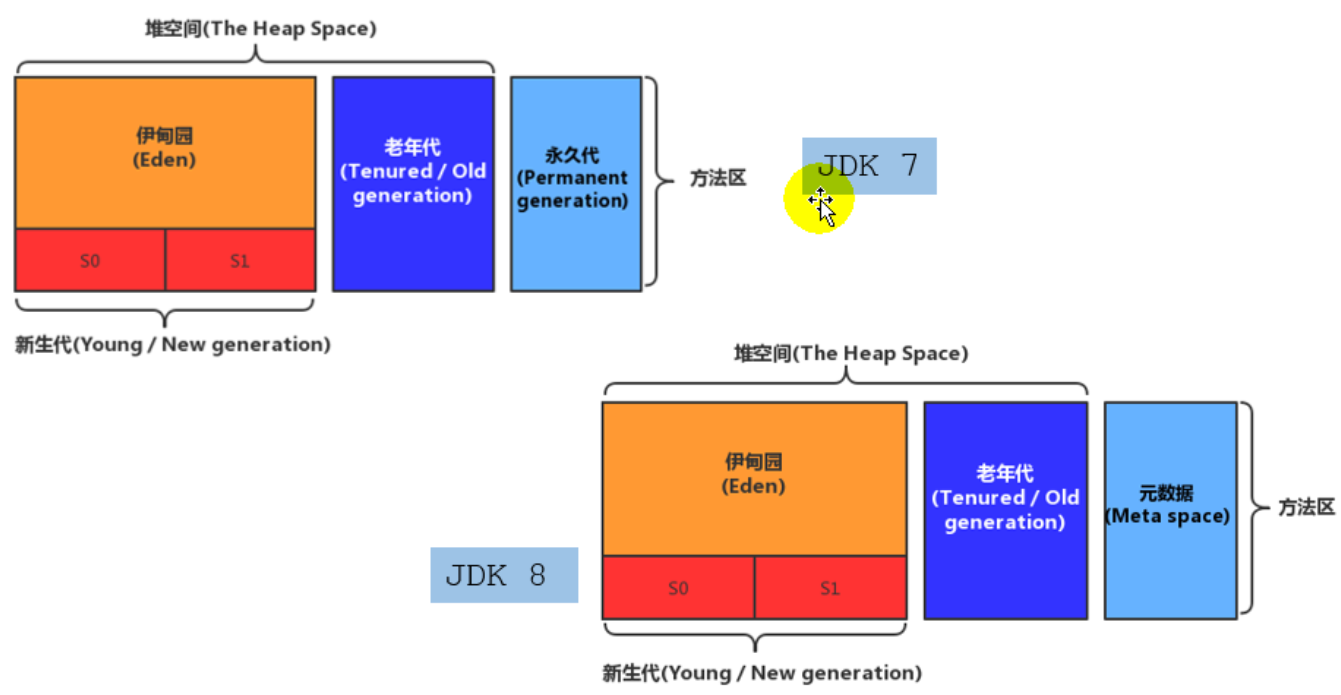 堆空间(The Heap Space)
伊甸园
(Eden)
老年代
(Tenured / Old
generation)
永久代
(Permanent
generation)
方法区
JDK 7
S0
S1
新生代(Young / New generation)
堆空间(The Heap Space)
伊甸园
(Eden)
老年代
(Tenured / Old
generation)
元数据
(Meta space)
方法区
JDK 8
S0
S1
新生代(Young / New generation)